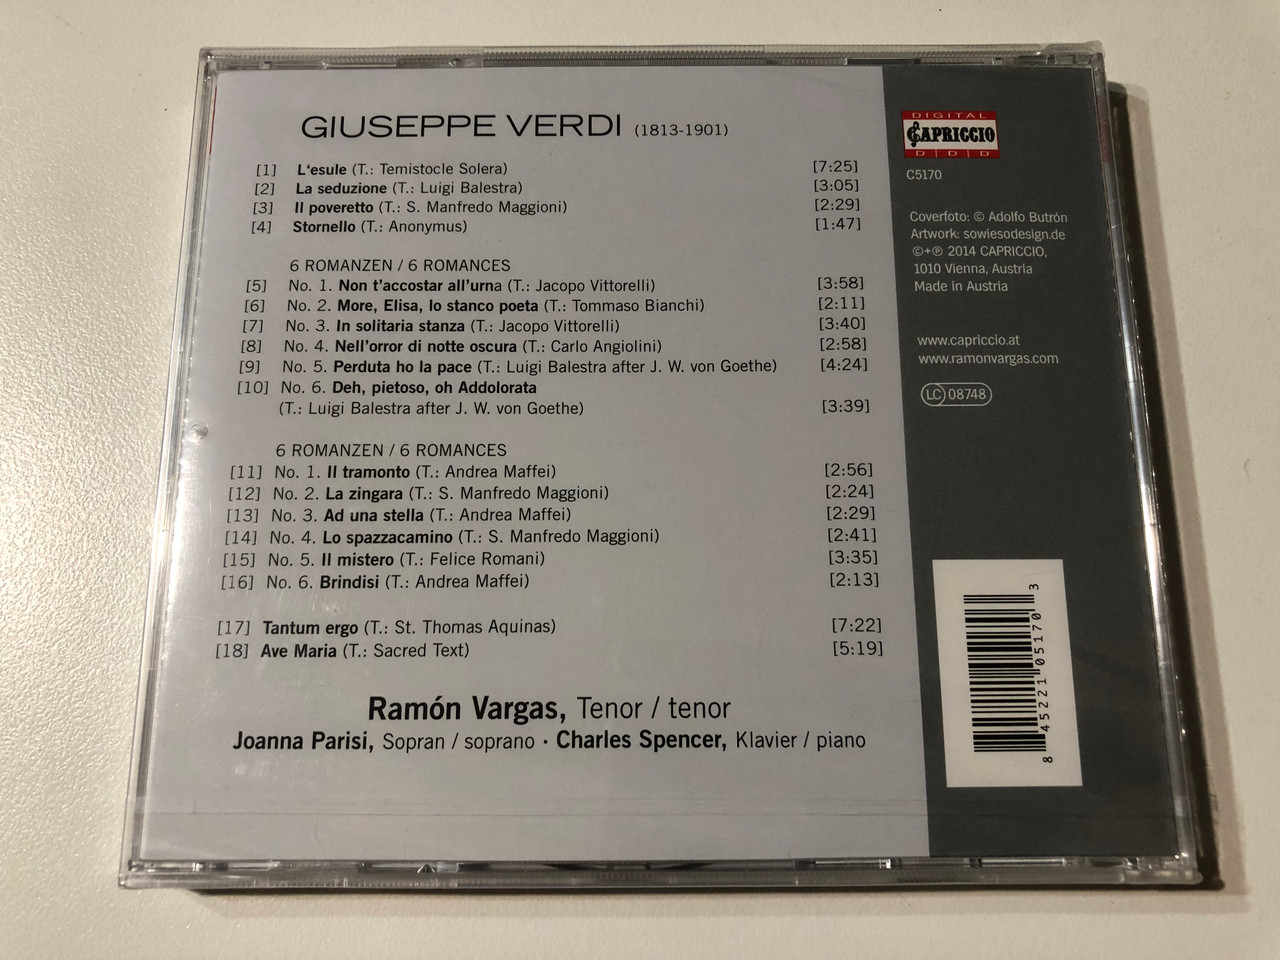 GIUSEPPE VERDI (1813-1901)
[1] L'esule (T.: Temistocle Solera) [7:25]
[2] La seduzione (T.: Luigi Balestra) [3:05]
[3] Il poveretto (T.: S. Manfredo Maggioni) [2:29]
[4] Stornello (T.: Anonymus) [1:47]
6 ROMANZEN / 6 ROMANCES
[5] No. 1. Non t'accostar all'urna (T.: Jacopo Vittorelli) [3:58]
[6] No. 2. More, Elisa, lo stanco poeta (T.: Tommaso Bianchi) [2:11]
[7] No. 3. In solitaria stanza (T.: Jacopo Vittorelli) [3:40]
[8] No. 4. Nell'orror di notte oscura (T.: Carlo Angiolini) [2:58]
[9] No. 5. Perduta ho la pace (T.: Luigi Balestra after J. W. von Goethe) [4:24]
[10] No. 6. Deh, pietoso, oh Addolorata
(T.: Luigi Balestra after J. W. von Goethe) [3:39]
6 ROMANZEN / 6 ROMANCES
[11] No. 1. Il tramonto (T.: Andrea Maffei) [2:56]
[12] No. 2. La zingara (T.: S. Manfredo Maggioni) [2:24]
[13] No. 3. Ad una stella (T.: Andrea Maffei) [2:29]
[14] No. 4. Lo spazzacamino (T.: S. Manfredo Maggioni) [2:41]
[15] No. 5. Il mistero (T.: Felice Romani) [3:35]
[16] No. 6. Brindisi (T.: Andrea Maffei) [2:13]
[17] Tantum ergo (T.: St. Thomas Aquinas) [7:22]
[18] Ave Maria (T.: Sacred Text) [5:19]
Ramón Vargas, Tenor / tenor
Joanna Parisi, Sopran / soprano · Charles Spencer, Klavier / piano
DIGITAL
CAPRICCIO
D | D | D
C5170
Coverfoto: © Adolfo Butrón
Artwork: sowiesodesign.de
©+℗ 2014 CAPRICCIO,
1010 Vienna, Austria
Made in Austria
www.capriccio.at
www.ramonvargas.com
LC 08748
8 45221 05170 3